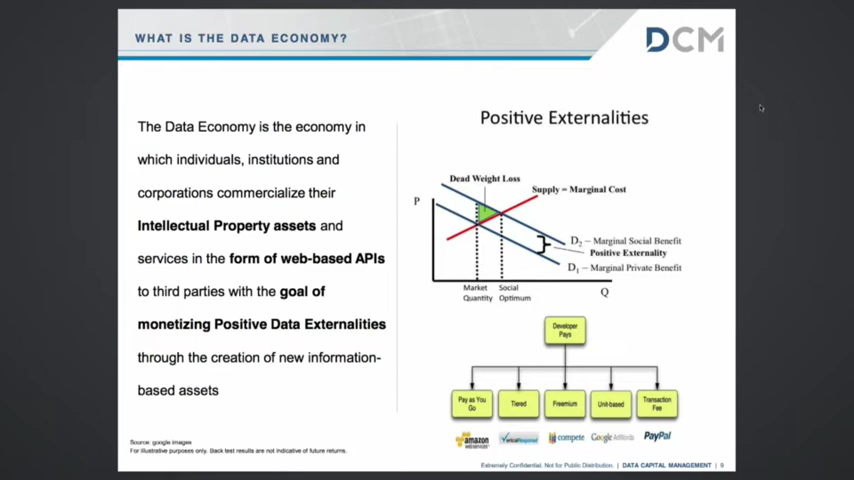 WHAT IS THE DATA ECONOMY?
DCM
The Data Economy is the economy in
which individuals, institutions and
corporations commercialize their
Intellectual Property assets and
services in the form of web-based APIs
to third parties with the goal of
monetizing Positive Data Externalities
through the creation of new information-
based assets
Positive Externalities
Dead Weight Loss
Supply = Marginal Cost
P
D2 – Marginal Social Benefit
Positive Externality
D1 – Marginal Private Benefit
Market
Quantity
Social
Optimum
Q
Developer
Pays
Pay as You
Go
Tiered
Freemium
Unit-based
Transaction
Fee
amazon
webservices
VerticalResponse
compete
Google AdWords
PayPal
Source: google images
For illustrative purposes only. Back test results are not indicative of future returns.
Extremely Confidential. Not for Public Distribution. | DATA CAPITAL MANAGEMENT | 9